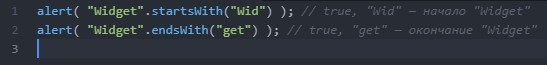 1 alert( "Widget".startsWith("Wid") ); // true, "Wid" — начало "Widget"
2 alert( "Widget".endsWith("get") ); // true, "get" — окончание "Widget"
3